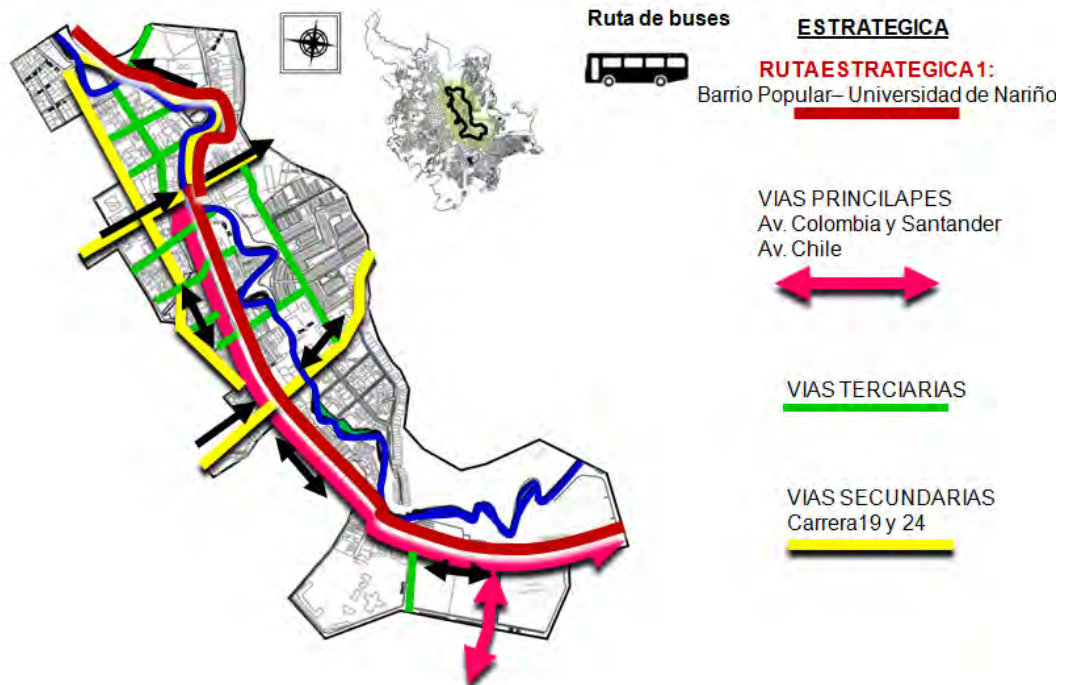 Ruta de buses
ESTRATEGICA
RUTAESTRATEGICA1:
Barrio Popular– Universidad de Nariño
VIAS PRINCILAPES
Av. Colombia y Santander
Av. Chile
VIAS TERCIARIAS
VIAS SECUNDARIAS
Carrera19 y 24